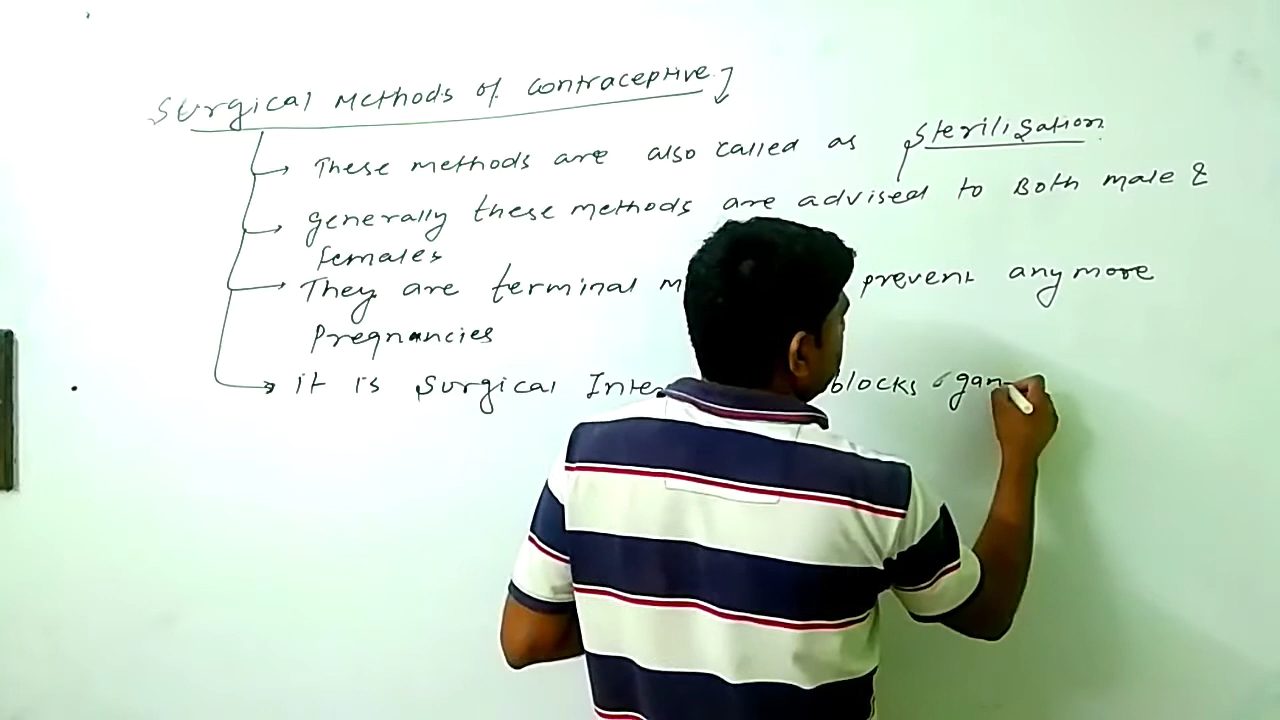 Surgical Methods of Contraceptive
These methods are also called as Sterilisation.
Generally these methods are advised to Both male &
Females
They are terminal prevent anymore
Pregnancies
it is Surgical blocks gam